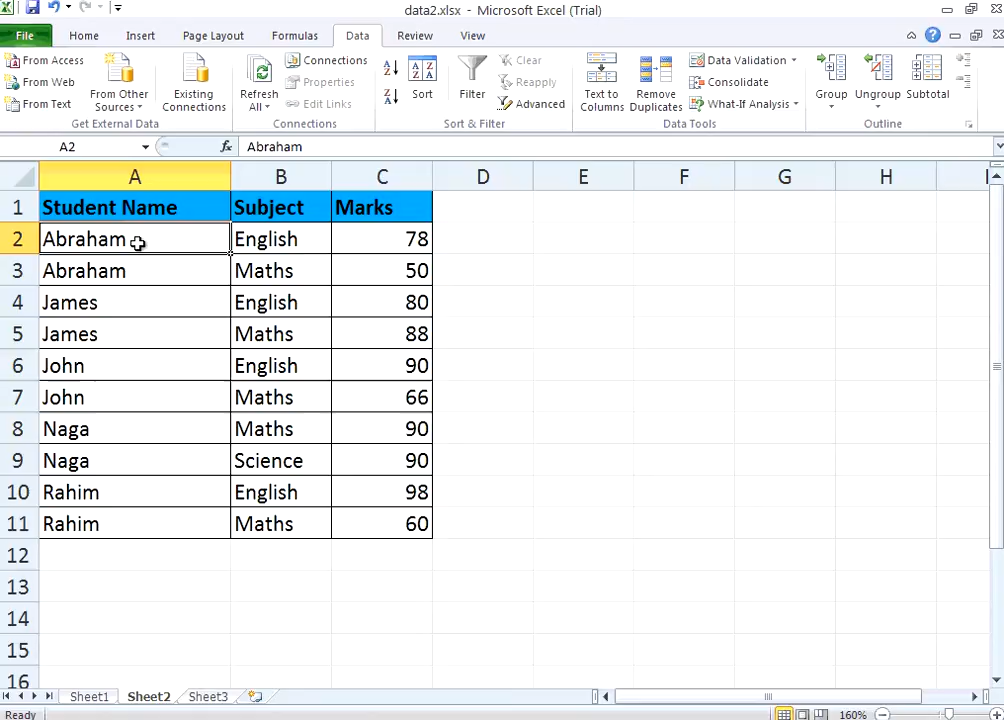 data2.xlsx - Microsoft Excel (Trial)
File Home Insert Page Layout Formulas Data Review View
From Access
From Web
From Text
From Other Sources
Existing Connections
Get External Data
Refresh All
Connections
Properties
Edit Links
Connections
Sort
Filter
Clear
Reapply
Advanced
Sort & Filter
Text to Columns
Remove Duplicates
Data Validation
Consolidate
What-If Analysis
Data Tools
Group
Ungroup
Subtotal
Outline
A2 fx Abraham
A B C D E F G H
1 Student Name Subject Marks
2 Abraham English 78
3 Abraham Maths 50
4 James English 80
5 James Maths 88
6 John English 90
7 John Maths 66
8 Naga Maths 90
9 Naga Science 90
10 Rahim English 98
11 Rahim Maths 60
12
13
14
15
16
Sheet1 Sheet2 Sheet3
Ready 160%